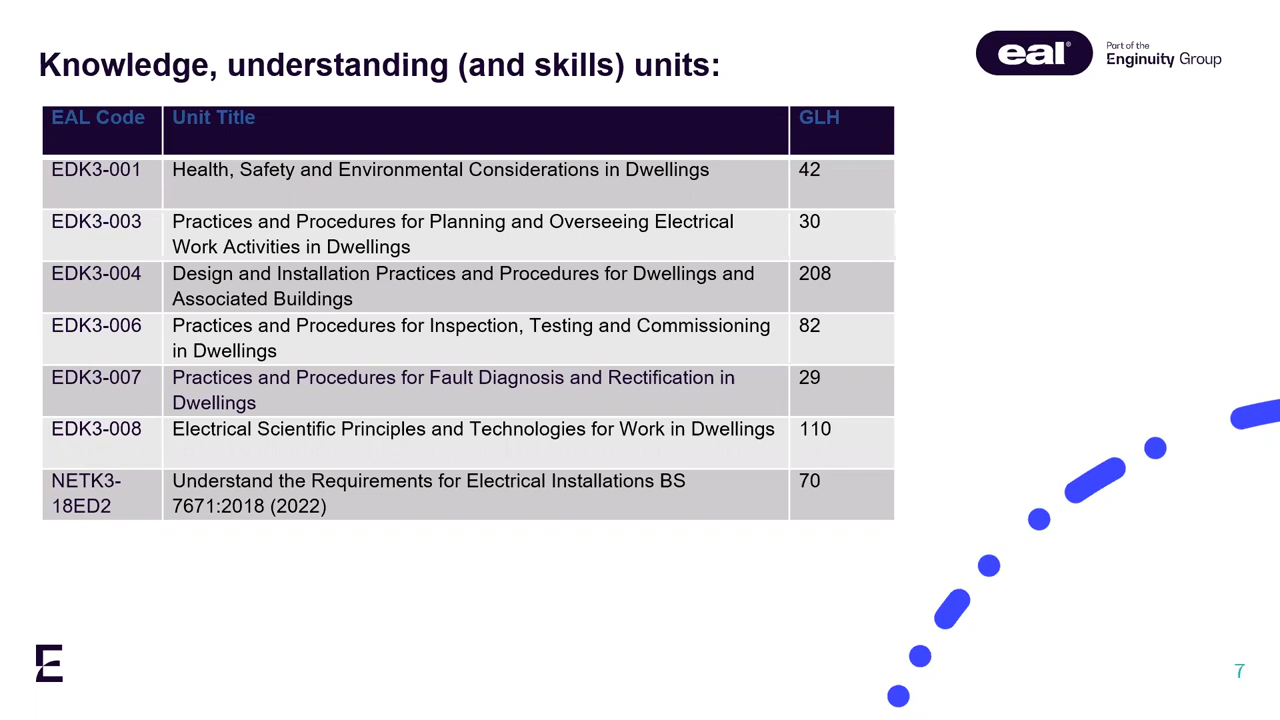 Knowledge, understanding (and skills) units:
eal®
Part of the
Enginuity Group
EAL Code Unit Title GLH
EDK3-001 Health, Safety and Environmental Considerations in Dwellings 42
EDK3-003 Practices and Procedures for Planning and Overseeing Electrical 30
Work Activities in Dwellings
EDK3-004 Design and Installation Practices and Procedures for Dwellings and 208
Associated Buildings
EDK3-006 Practices and Procedures for Inspection, Testing and Commissioning 82
in Dwellings
EDK3-007 Practices and Procedures for Fault Diagnosis and Rectification in 29
Dwellings
EDK3-008 Electrical Scientific Principles and Technologies for Work in Dwellings 110
NETK3- Understand the Requirements for Electrical Installations BS 70
18ED2 7671:2018 (2022)
E
7